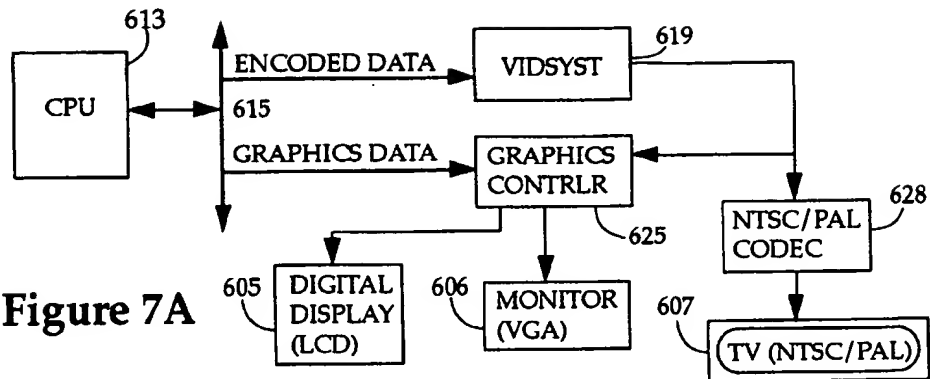 613
CPU
ENCODED DATA
615
GRAPHICS DATA
619
VIDSYST
GRAPHICS
CONTRLR
625
628
NTSC/PAL
CODEC
605
DIGITAL
DISPLAY
(LCD)
606
MONITOR
(VGA)
607
TV (NTSC/PAL)
Figure 7A